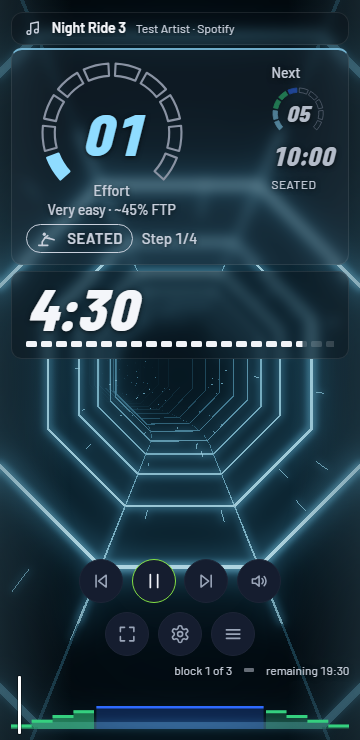 Night Ride 3 Test Artist · Spotify
01
Effort
Very easy · ~45% FTP
SEATED Step 1/4
Next
05
10:00
SEATED
4:30
block 1 of 3 remaining 19:30